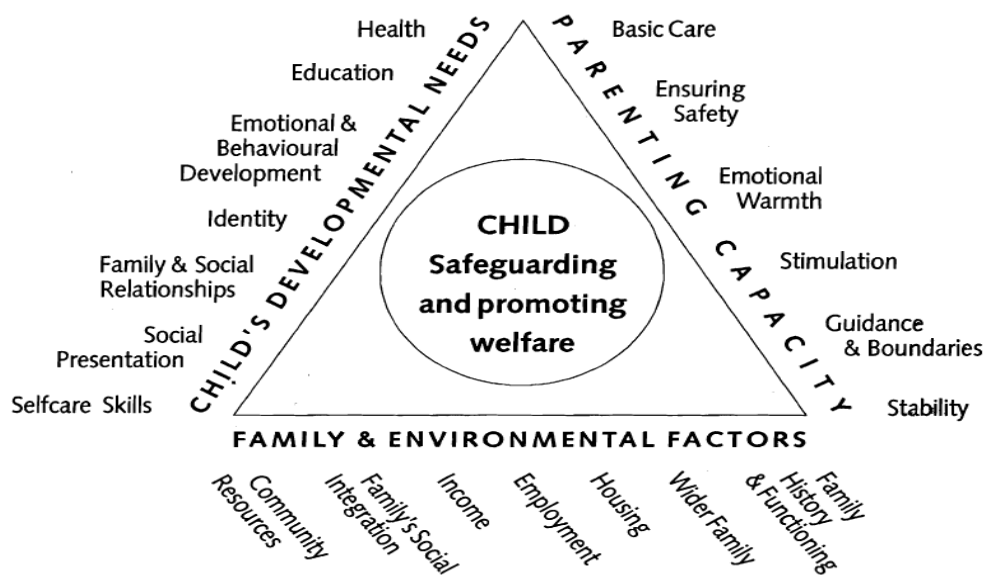 Health
Education
Emotional &
Behavioural
Development
Identity
Family & Social
Relationships
Social
Presentation
Selfcare Skills
CHILD'S DEVELOPMENTAL NEEDS
PARENTING CAPACITY
Basic Care
Ensuring
Safety
Emotional
Warmth
Stimulation
Guidance
& Boundaries
Stability
CHILD
Safeguarding
and promoting
welfare
FAMILY & ENVIRONMENTAL FACTORS
Community
Resources
Family's Social
Integration
Income
Employment
Housing
Wider Family
Family
History
& Functioning